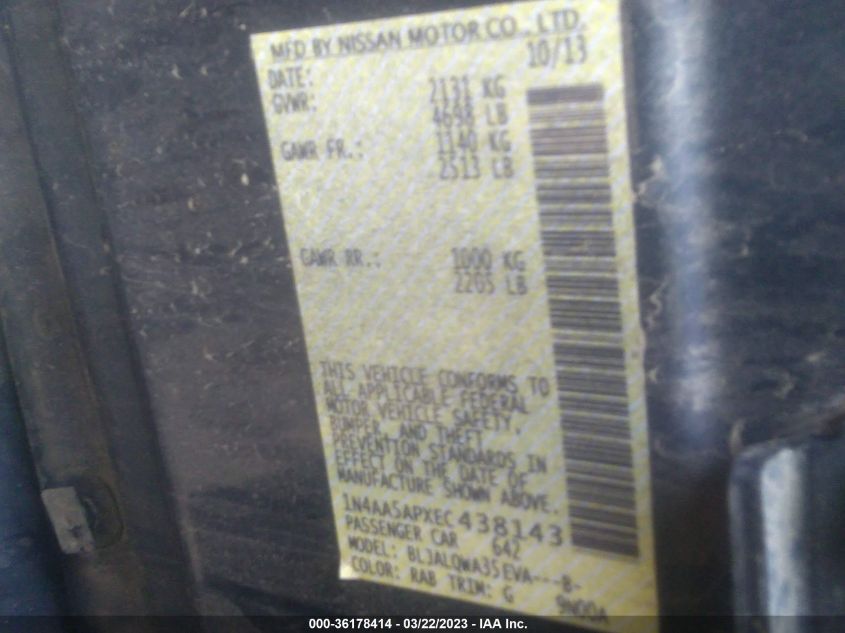 MFD BY NISSAN MOTOR CO., LTD.
DATE: 10/13
GVWR: 2131 KG
4698 LB
GAWR FR.: 1140 KG
2513 LB
GAWR RR.: 1000 KG
2205 LB
THIS VEHICLE CONFORMS TO
ALL APPLICABLE FEDERAL
MOTOR VEHICLE SAFETY,
BUMPER, AND THEFT
PREVENTION STANDARDS IN
EFFECT ON THE DATE OF
MANUFACTURE SHOWN ABOVE.
1N4AA5APXEC438143
PASSENGER CAR 642
MODEL: BLJALQWA35EVA---B-
COLOR: RAB TRIM: G 9N00A
000-36178414 - 03/22/2023 - IAA Inc.